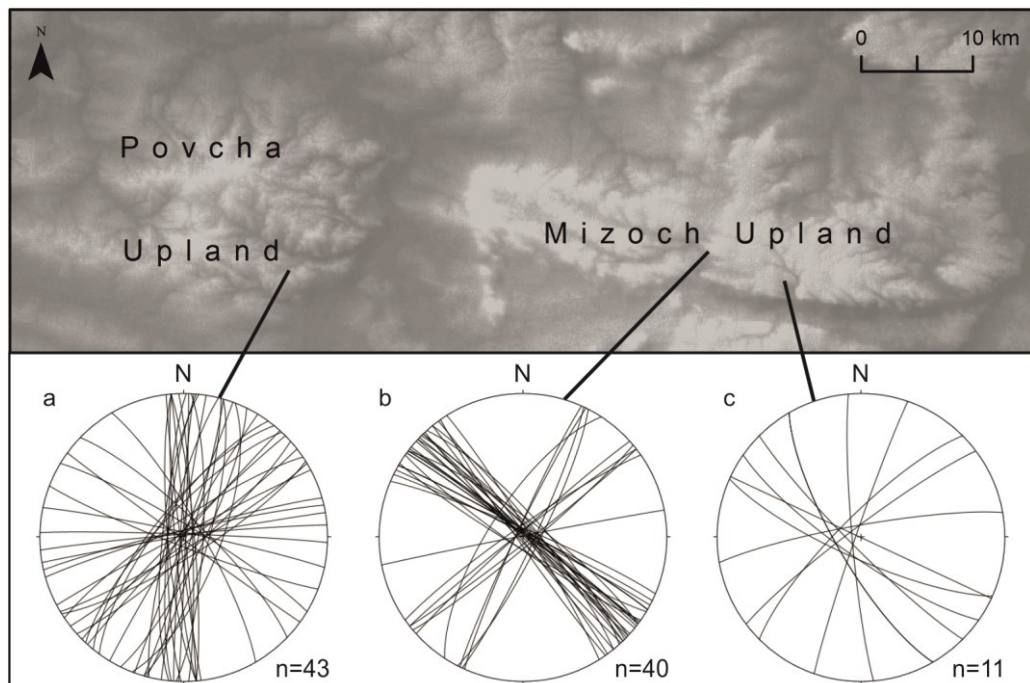 N
0 10 km
Povcha
Upland
Mizoch Upland
a N
b N
c N
n=43
n=40
n=11